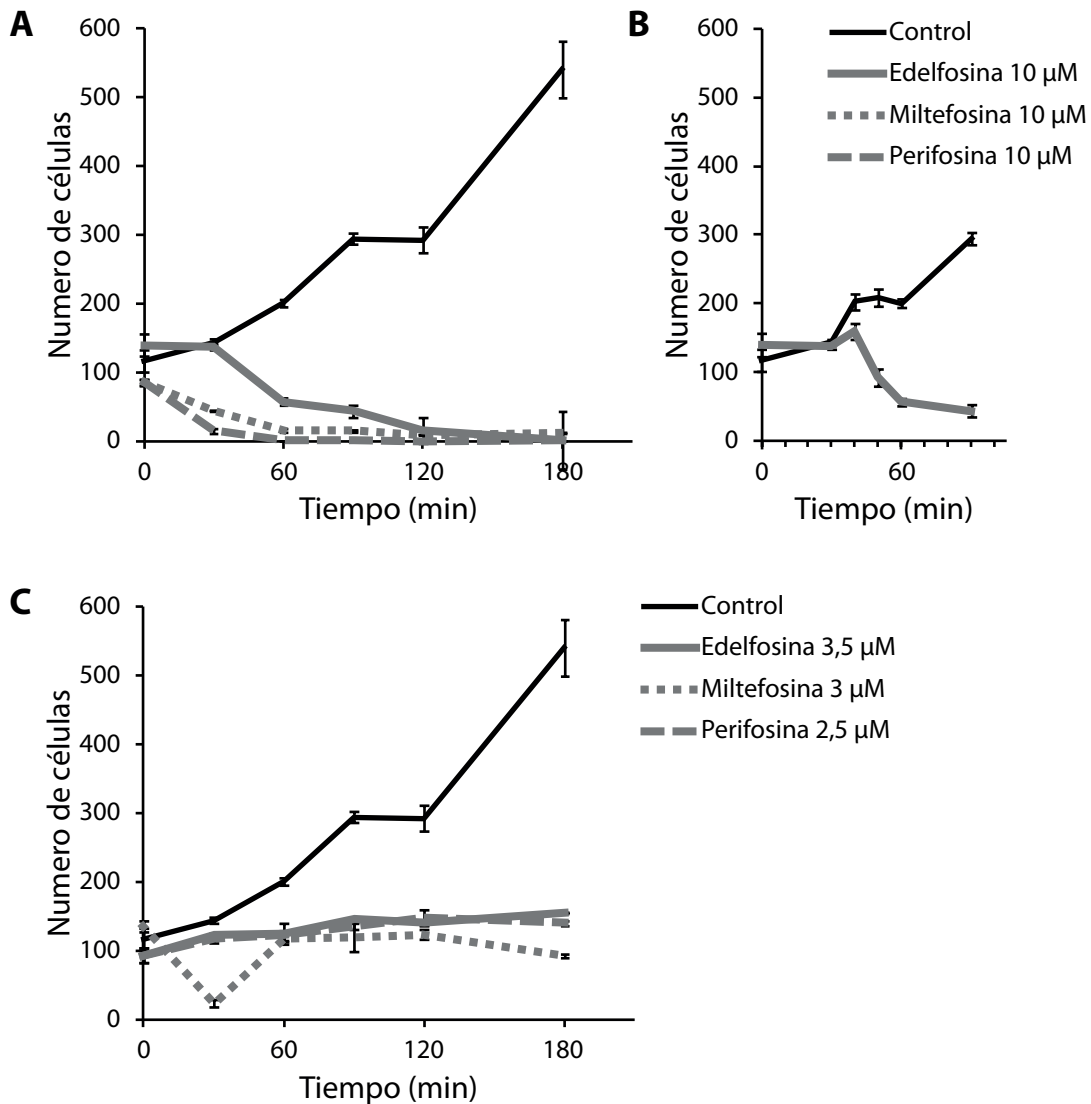 A
600
500
400
300
200
100
0
Numero de células
0
60
120
180
Tiempo (min)
B
600
500
400
300
200
100
0
Numero de células
0
60
Tiempo (min)
Control
Edelfosina 10 µM
Miltefosina 10 µM
Perifosina 10 µM
C
600
500
400
300
200
100
0
Numero de células
0
60
120
180
Tiempo (min)
Control
Edelfosina 3,5 µM
Miltefosina 3 µM
Perifosina 2,5 µM